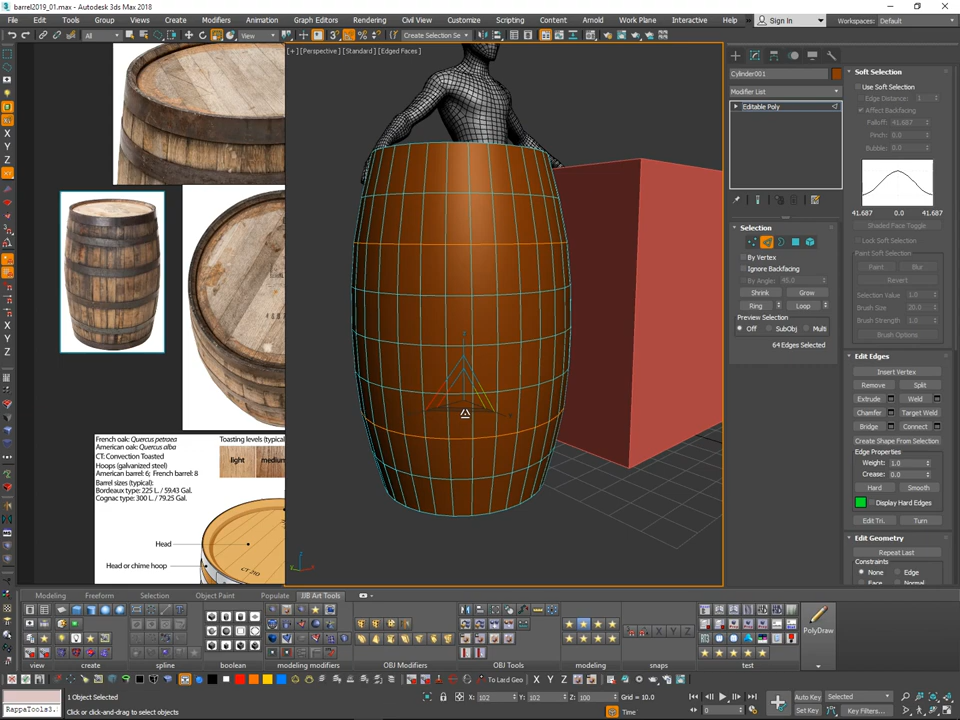 barrel2019_01.max - Autodesk 3ds Max 2018
File Edit Tools Group Views Create Modifiers Animation Graph Editors Rendering Civil View Customize Scripting Content Arnold Max Plus Interactive Help Sign In Workspaces: Default
All View Create Selection Se
[+] [Perspective] [Standard] [Edged Faces]
Cylinder001
Modifier List
Editable Poly
Selection
By Vertex
Ignore Backfacing
By Angle: 45.0
Shrink Grow
Ring Loop
Preview Selection
Off SubObj Multi
64 Edges Selected
Soft Selection
Use Soft Selection
Edge Distance: 1
Affect Backfacing
Falloff: 41.687
Pinch: 0.0
Bubble: 0.0
41.687 0.0 41.687
Shaded Face Toggle
Lock Soft Selection
Paint Soft Selection
Paint Blur
Revert
Selection Value 1.0
Brush Size 20.0
Brush Strength 1.0
Brush Options
Edit Edges
Insert Vertex
Remove Split
Extrude Weld
Chamfer Target Weld
Bridge Connect
Create Shape From Selection
Edge Properties
Weight: 1.0
Crease: 0.0
Hard Smooth
Display Hard Edges
Edit Tri. Turn
Edit Geometry
Repeat Last
Constraints
None Edge
Face Normal
X
Y
Z
X
Y
Z
French oak: Quercus petraea
American oak: Quercus alba
CT: Convection Toasted
Hoops (galvanized steel)
American barrel: 6; French barrel: 8
Barrel sizes (typical):
Bordeaux type: 225 L. / 59.43 Gal.
Cognac type: 300 L. / 79.25 Gal.
Toasting levels (typical
light medium
Head
Head or chime hoop
Modeling Freeform Selection Object Paint Populate JJB Art Tools
PolyDraw
view create spline boolean modeling modifiers OBJ Modifiers OBJ Tools modeling snaps test
To Lard Geo X Y Z
RappaTools3.
1 Object Selected
Click or click-and-drag to select objects
X: 102 Y: 102 Z: 100 Grid = 10.0
Time
0
Auto Key Selected
Set Key Key Filters...